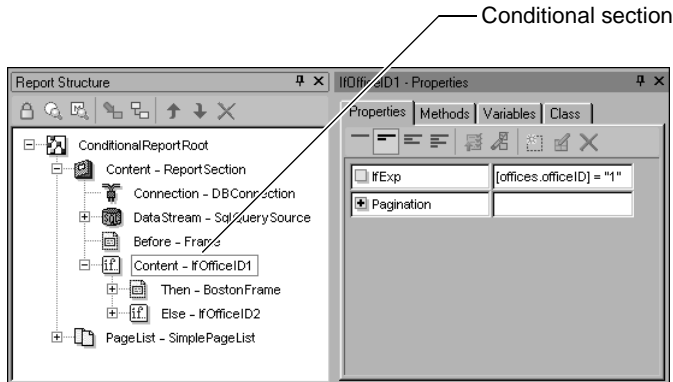 Conditional section
Report Structure
IfOfficeID1 - Properties
Properties Methods Variables Class
ConditionalReportRoot
Content - ReportSection
Connection - DBConnection
DataStream - SqlQuerySource
Before - Frame
Content - IfOfficeID1
Then - BostonFrame
Else - IfOfficeID2
PageList - SimplePageList
IfExp [offices.officeID] = "1"
Pagination